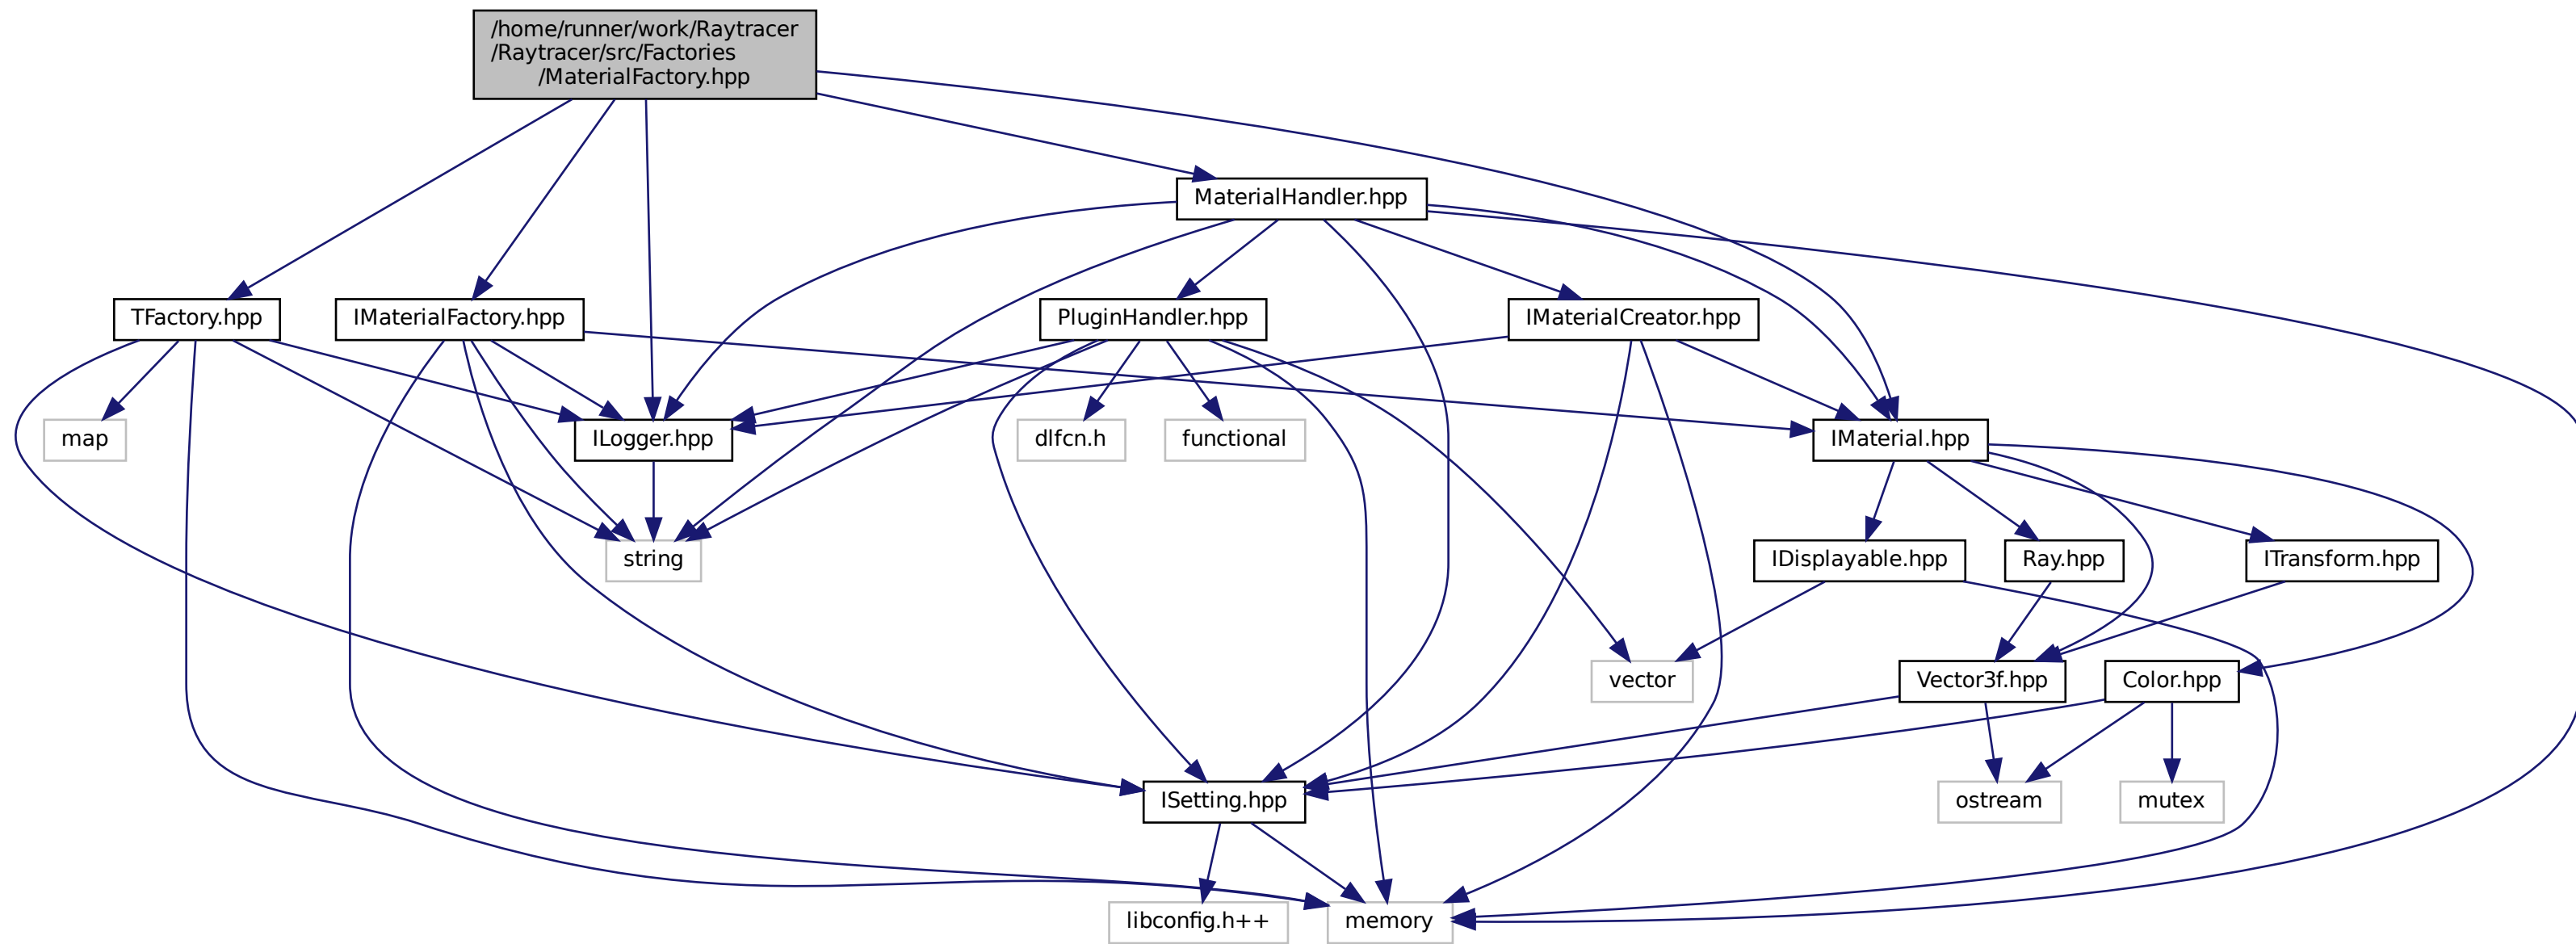 /home/runner/work/Raytracer
/Raytracer/src/Factories
/MaterialFactory.hpp
MaterialHandler.hpp
TFactory.hpp
IMaterialFactory.hpp
PluginHandler.hpp
IMaterialCreator.hpp
map
ILogger.hpp
dlfcn.h
functional
IMaterial.hpp
string
IDisplayable.hpp
Ray.hpp
ITransform.hpp
vector
Vector3f.hpp
Color.hpp
ISetting.hpp
ostream
mutex
libconfig.h++
memory